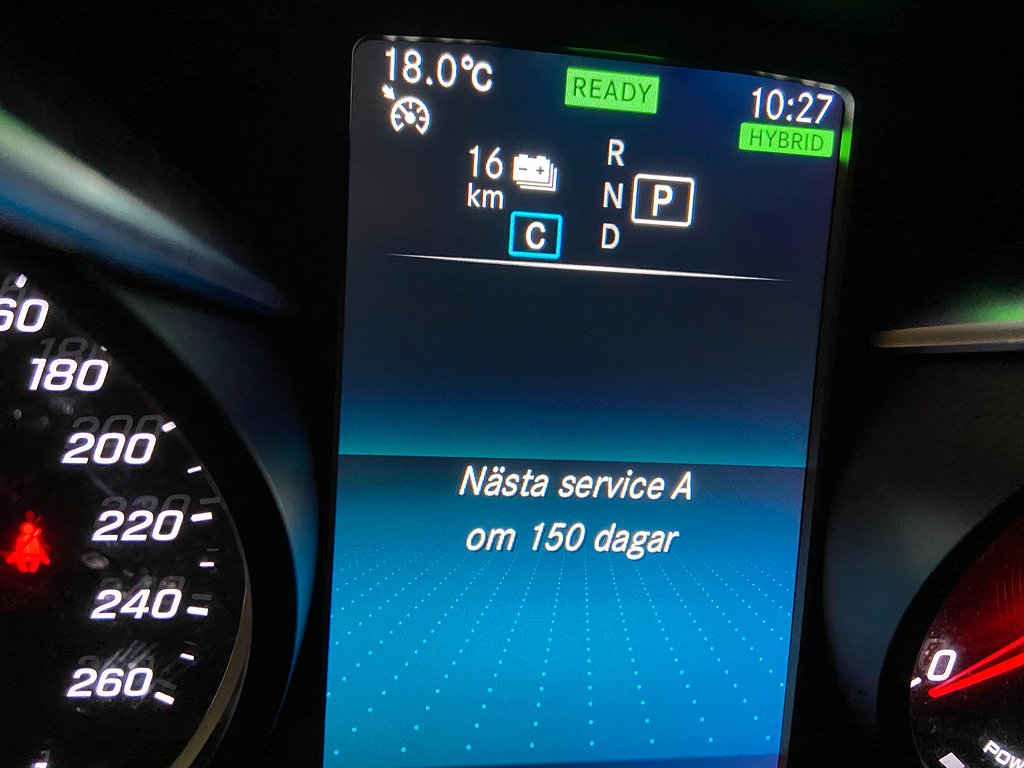 18.0°C
READY
10:27
HYBRID
16
km
R
N
D
P
C
60
180
200
220
240
260
Nästa service A
om 150 dagar
0